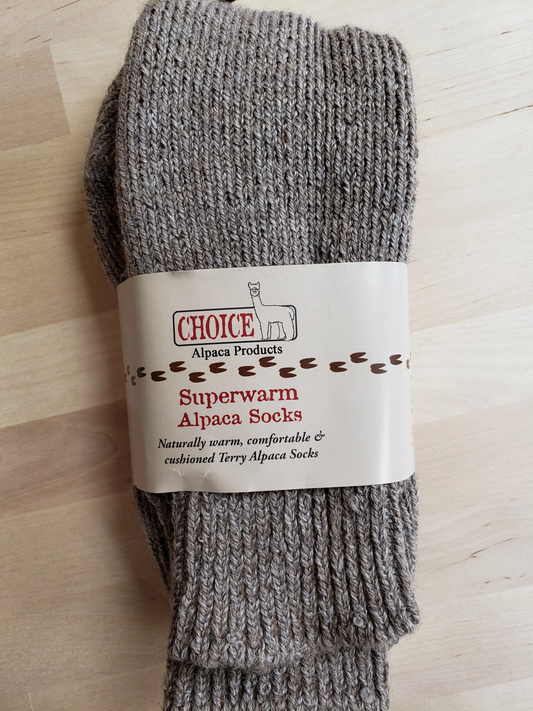 CHOICE
Alpaca Products
Superwarm
Alpaca Socks
Naturally warm, comfortable &
cushioned Terry Alpaca Socks